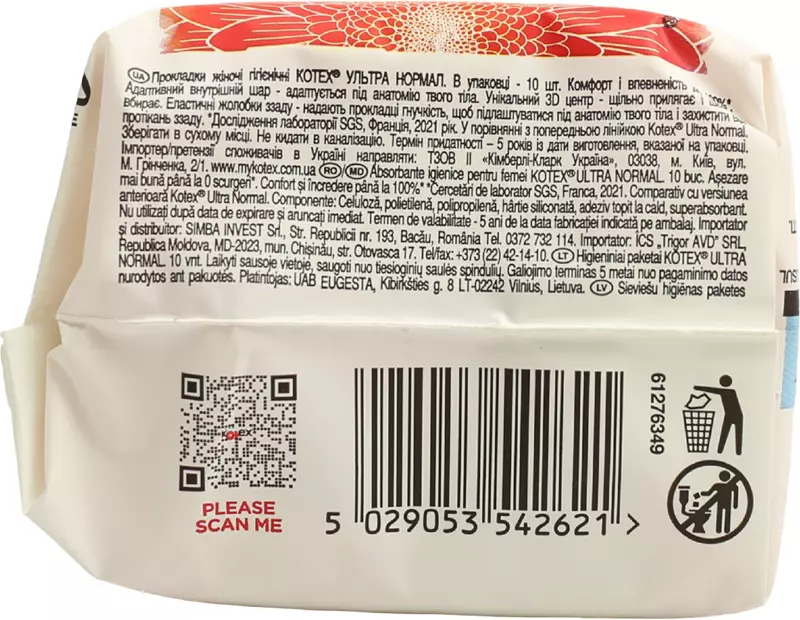 UA Прокладки жіночі гігієнічні KOTEX® УЛЬТРА НОРМАЛ. В упаковці - 10 шт. Комфорт і впевненість
Адаптивний внутрішній шар - адаптується під анатомію твого тіла. Унікальний 3D центр - щільно прилягає і
вбирає. Еластичні жолобки ззаду - надають прокладці гнучкість, щоб підлаштуватися під анатомію твого тіла і захистити від
протікань ззаду. *Дослідження лабораторії SGS, Франція, 2021 рік. У порівнянні з попередньою лінійкою Kotex® Ultra Normal.
Зберігати в сухому місці. Не кидати в каналізацію. Термін придатності – 5 років із дати виготовлення, вказаної на упаковці.
Імпортер/претензії споживачів в Україні направляти: ТЗОВ ІІ «Кімберлі-Кларк Україна», 03038, м. Київ, вул.
М. Грінченка, 2/1. www.mykotex.com.ua RO/MD Absorbante igienice pentru femei KOTEX® ULTRA NORMAL. 10 buc. Așezare
mai bună până la 0 scurgeri*. Confort și încredere până la 100%* *Cercetări de laborator SGS, Franca, 2021. Comparativ cu versiunea
anterioară Kotex® Ultra Normal. Componente: Celuloză, polietilenă, polipropilenă, hârtie siliconată, adeziv topit la cald, superabsorbant.
Nu utilizați după data de expirare și aruncați imediat. Termen de valabilitate - 5 ani de la data fabricației indicată pe ambalaj. Importator
și distribuitor: SIMBA INVEST Srl., Str. Republicii nr. 193, Bacău, România Tel. 0372 732 114. Importator: ICS „Trigor AVD” SRL,
Republica Moldova, MD-2023, mun. Chișinău, str. Otovasca 17. Tel/fax: +373 (22) 42-14-10. LT Higieniniai paketai KOTEX® ULTRA
NORMAL. 10 vnt. Laikyti sausoje vietoje, saugoti nuo tiesioginių saulės spindulių. Galiojimo terminas 5 metai nuo pagaminimo datos
nurodytos ant pakuotės. Platintojas: UAB EUGESTA, Kibirkšties g. 8 LT-02242 Vilnius, Lietuva. LV Sieviešu higiēnas paketes
kotex
PLEASE
SCAN ME
5 029053 542621 >
61276349